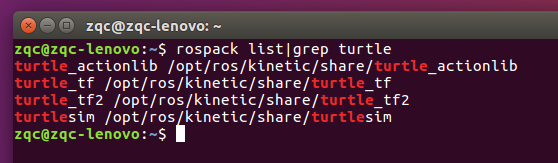 zqc@zqc-lenovo: ~
zqc@zqc-lenovo:~$ rospack list|grep turtle
turtle_actionlib /opt/ros/kinetic/share/turtle_actionlib
turtle_tf /opt/ros/kinetic/share/turtle_tf
turtle_tf2 /opt/ros/kinetic/share/turtle_tf2
turtlesim /opt/ros/kinetic/share/turtlesim
zqc@zqc-lenovo:~$